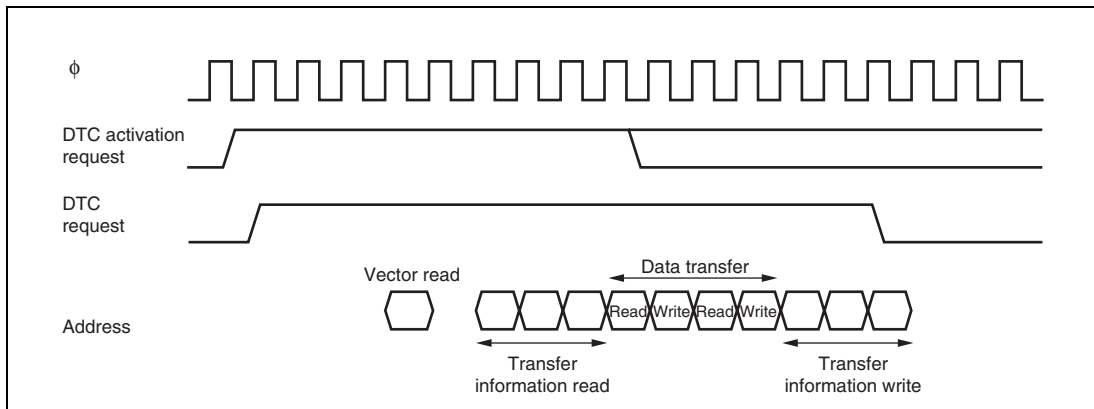 ϕ
DTC activation
request
DTC
request
Vector read
Data transfer
Address
Read Write Read Write
Transfer
information read
Transfer
information write